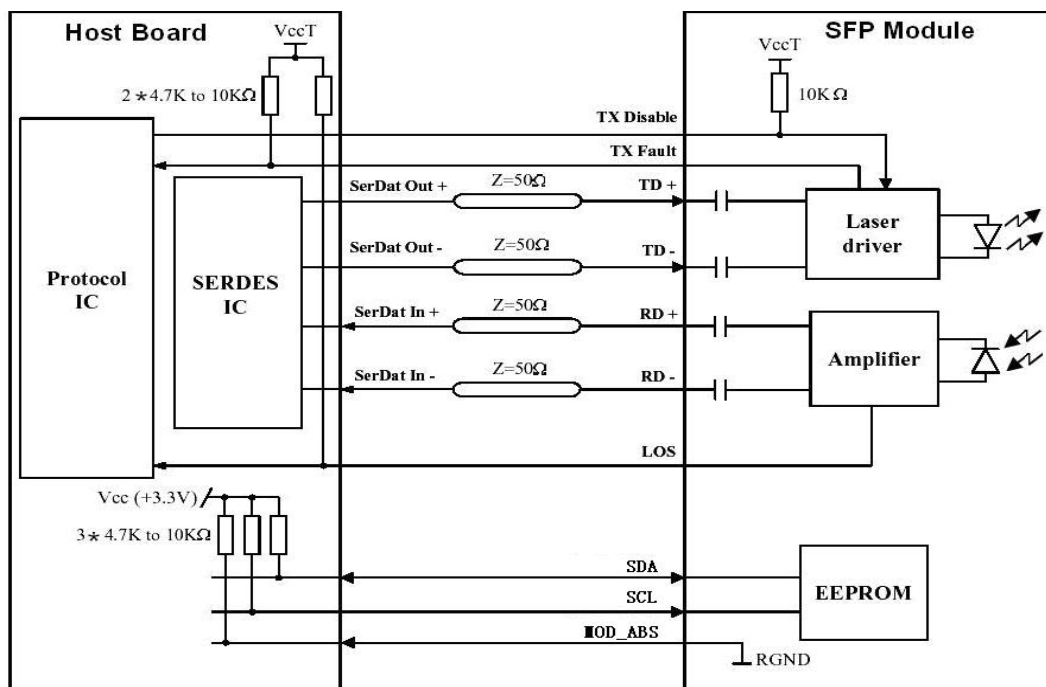 Host Board
SFP Module
VccT
VccT
2*4.7K to 10KΩ
10KΩ
TX Disable
TX Fault
SerDat Out +
Z=50Ω
TD +
SerDat Out -
Z=50Ω
TD -
Laser
driver
Protocol
IC
SERDES
IC
SerDat In +
Z=50Ω
RD +
SerDat In -
Z=50Ω
RD -
Amplifier
LOS
Vcc (+3.3V)
3*4.7K to 10KΩ
SDA
SCL
MOD_ABS
EEPROM
RGND